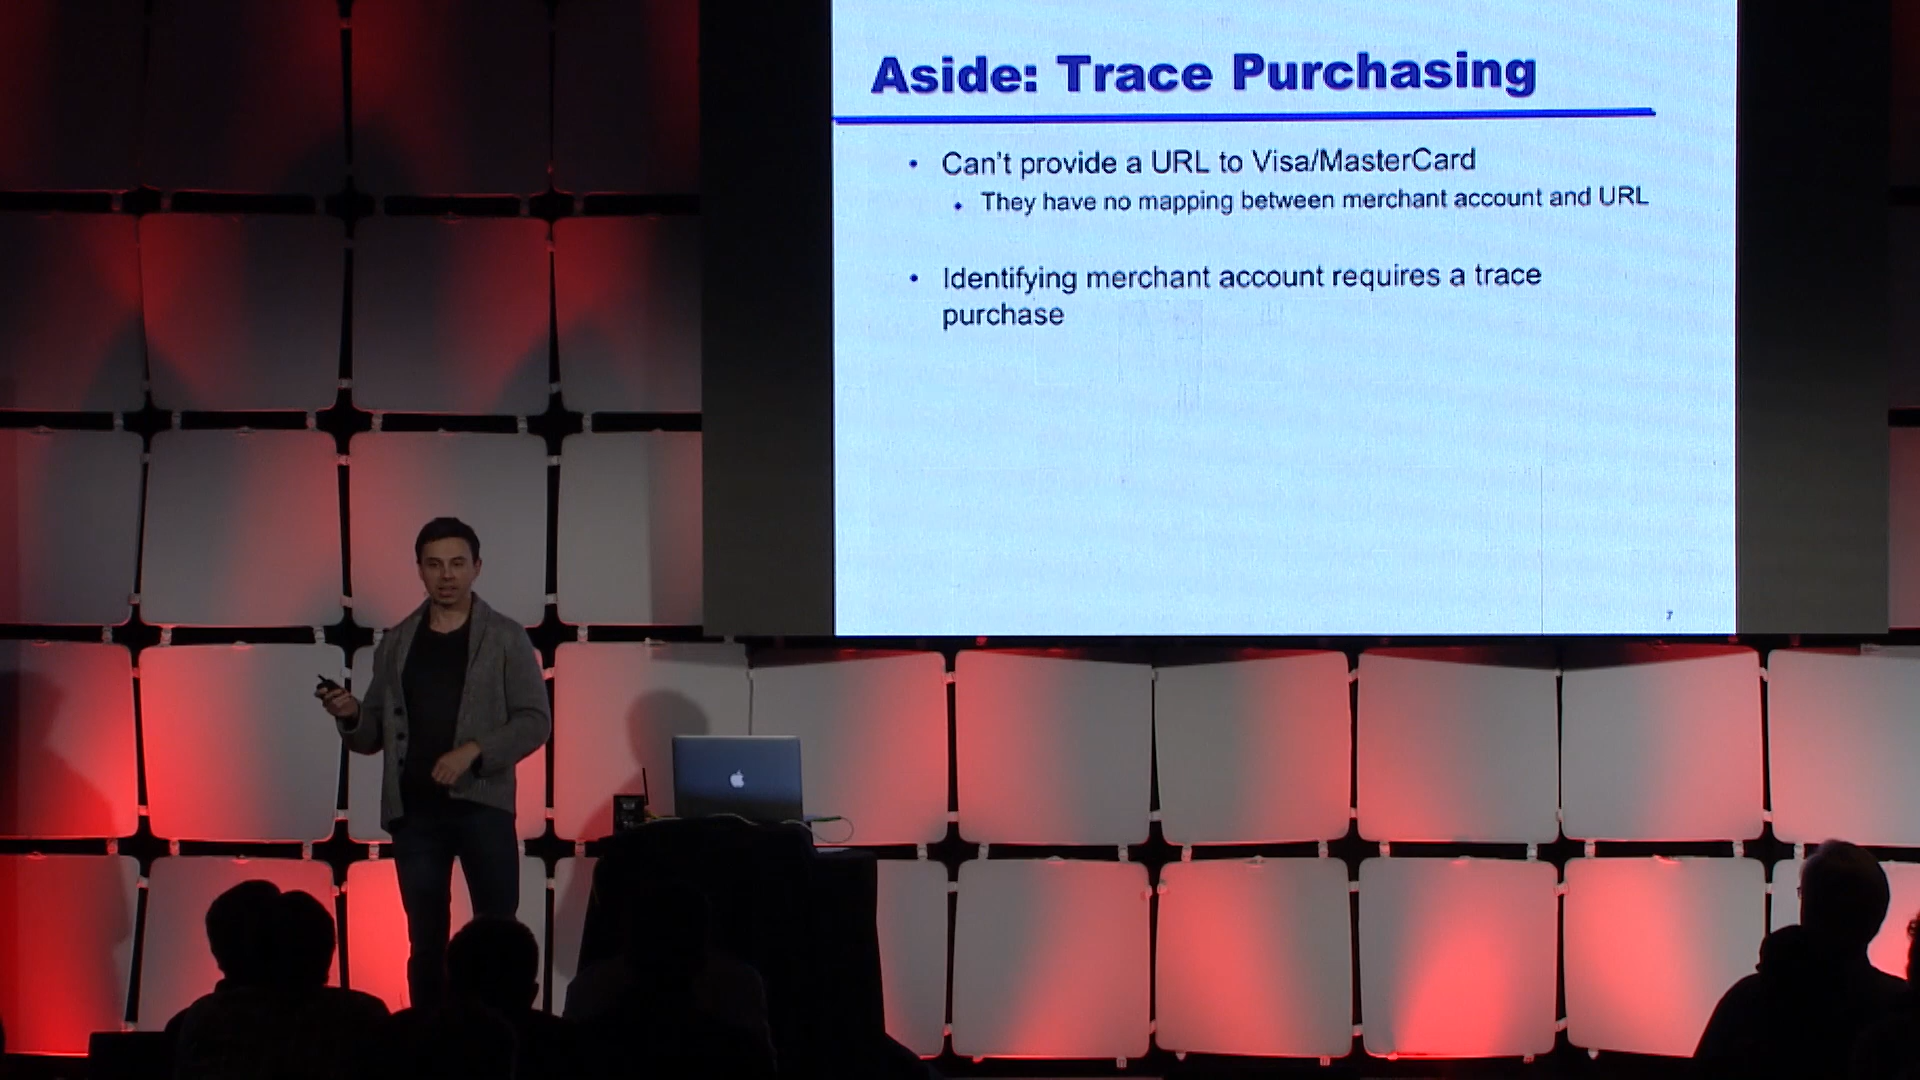 Aside: Trace Purchasing
• Can't provide a URL to Visa/MasterCard
• They have no mapping between merchant account and URL
• Identifying merchant account requires a trace
purchase
7